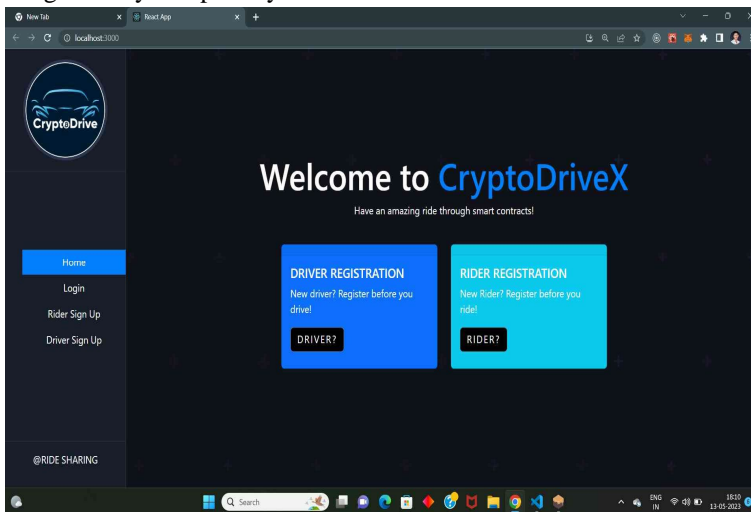 New Tab
React App
localhost:3000
CryptoDrive
Welcome to CryptoDriveX
Have an amazing ride through smart contracts!
Home
Login
Rider Sign Up
Driver Sign Up
DRIVER REGISTRATION
New driver? Register before you
drive!
DRIVER?
RIDER REGISTRATION
New Rider? Register before you
ride!
RIDER?
@RIDE SHARING
Search
ENG
IN
18:10
13-05-2023